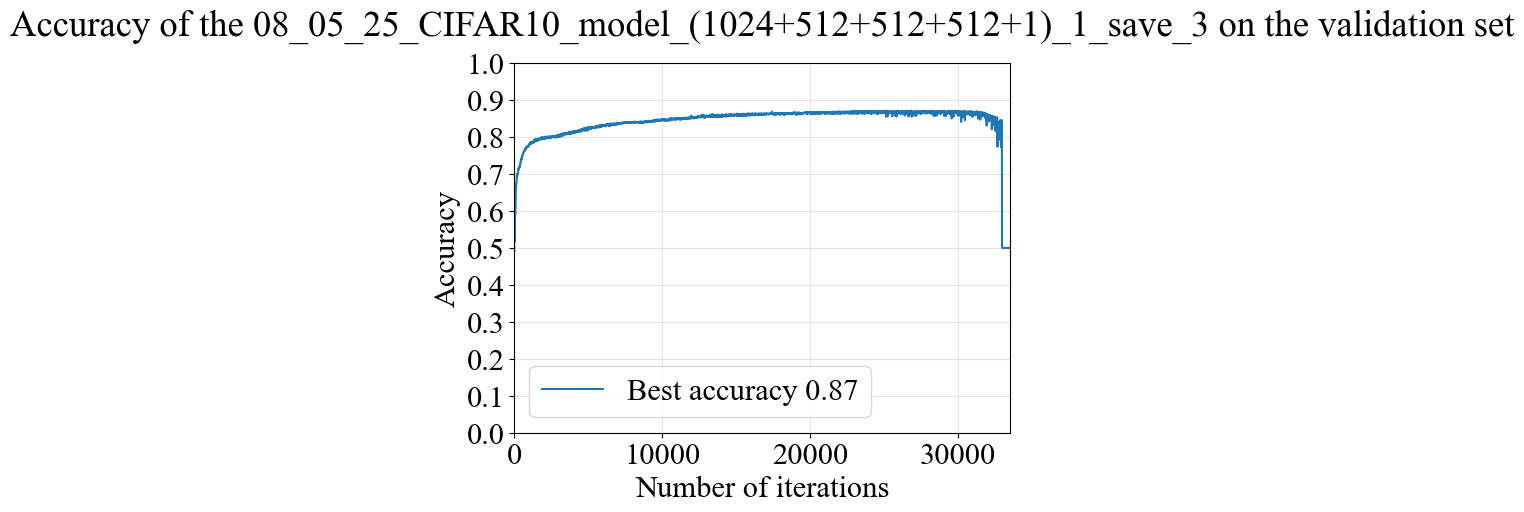 Accuracy of the 08_05_25_CIFAR10_model_(1024+512+512+512+1)_1_save_3 on the validation set
1.0
0.9
0.8
0.7
0.6
0.5
0.4
0.3
0.2
0.1
0.0
Accuracy
Best accuracy 0.87
0 10000 20000 30000
Number of iterations